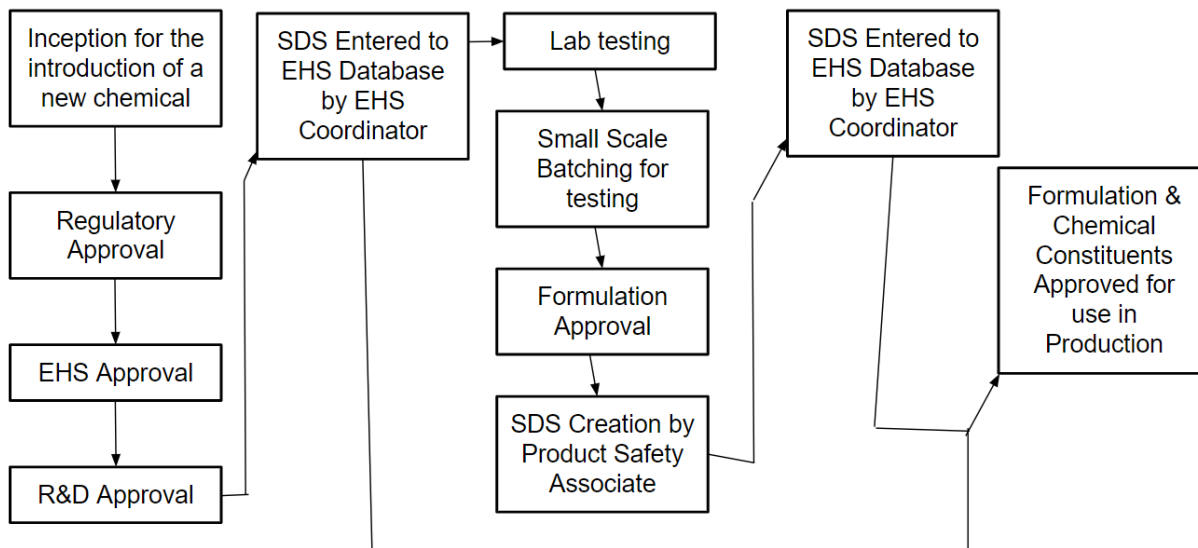 Inception for the
introduction of a
new chemical
Regulatory
Approval
EHS Approval
R&D Approval
SDS Entered to
EHS Database
by EHS
Coordinator
Lab testing
Small Scale
Batching for
testing
Formulation
Approval
SDS Creation by
Product Safety
Associate
SDS Entered to
EHS Database
by EHS
Coordinator
Formulation &
Chemical
Constituents
Approved for
use in
Production